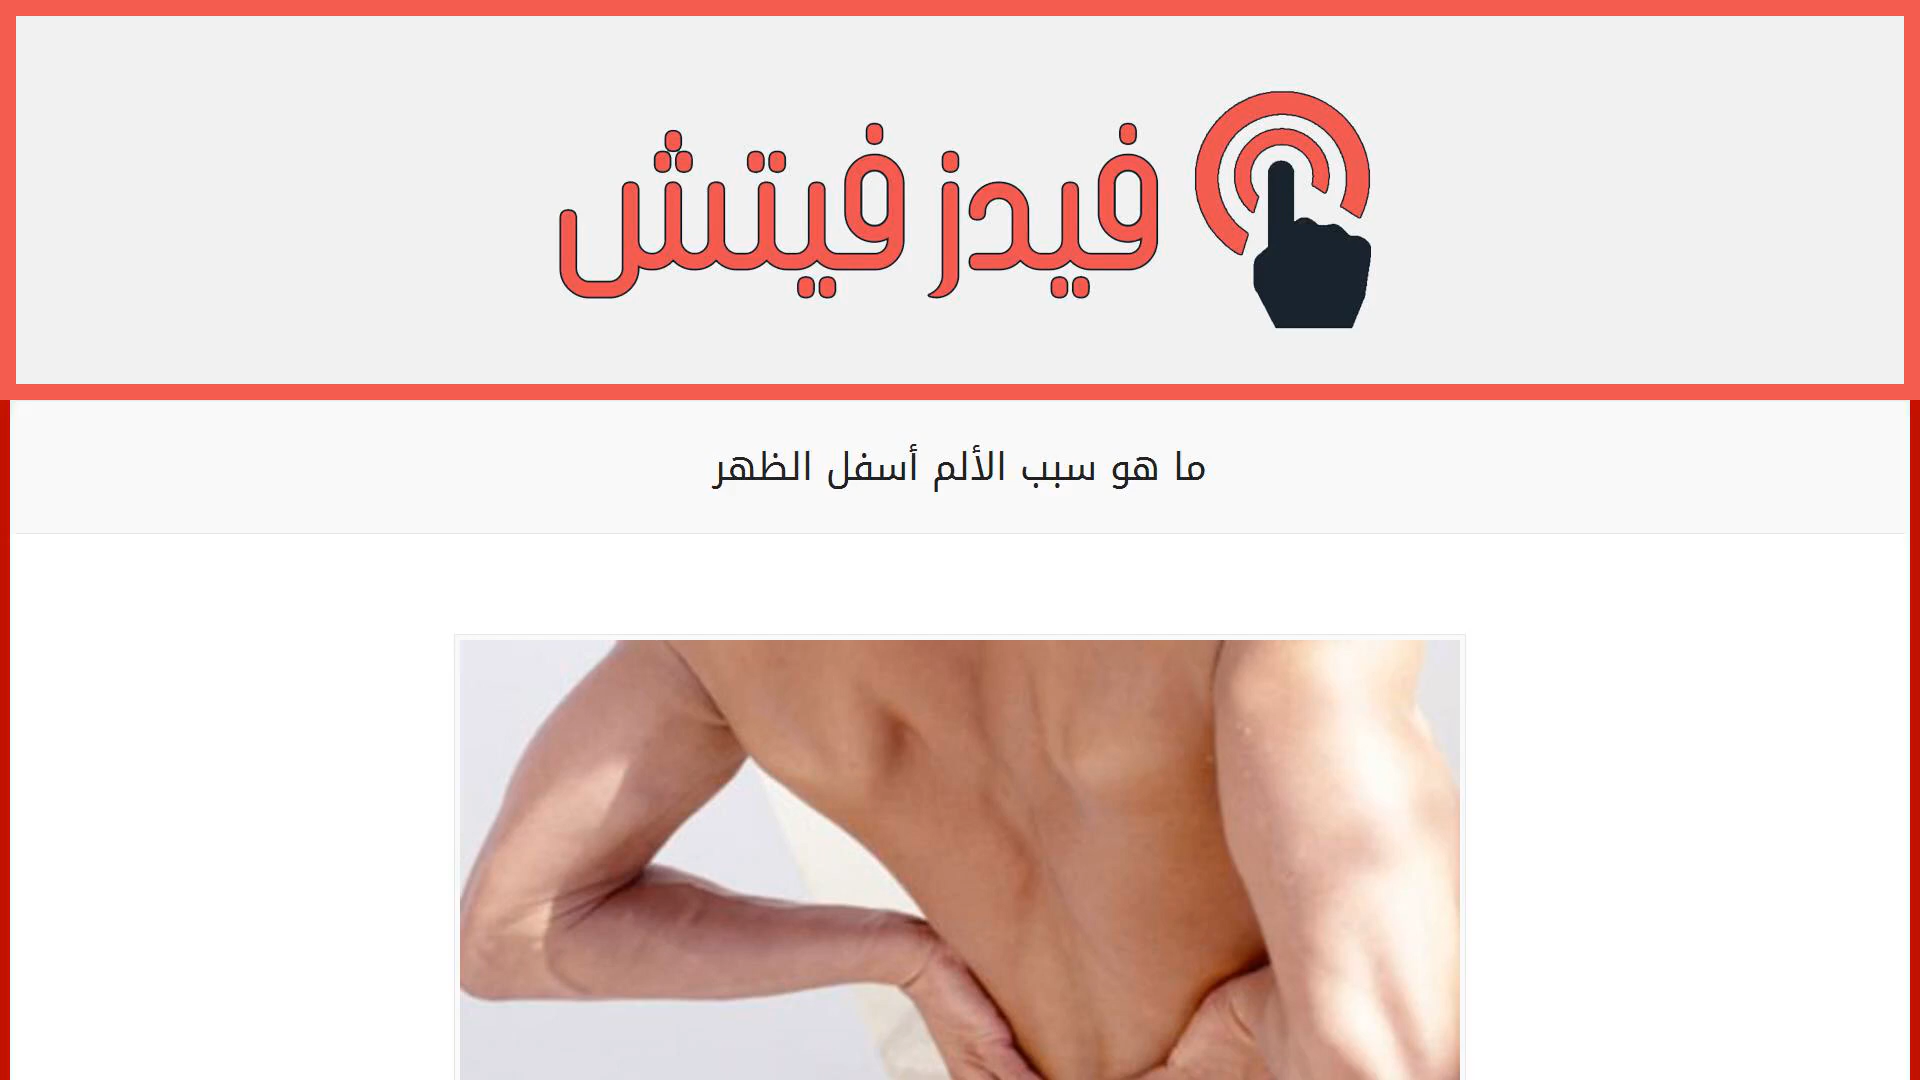 فيدز فيتش
ما هو سبب الألم أسفل الظهر